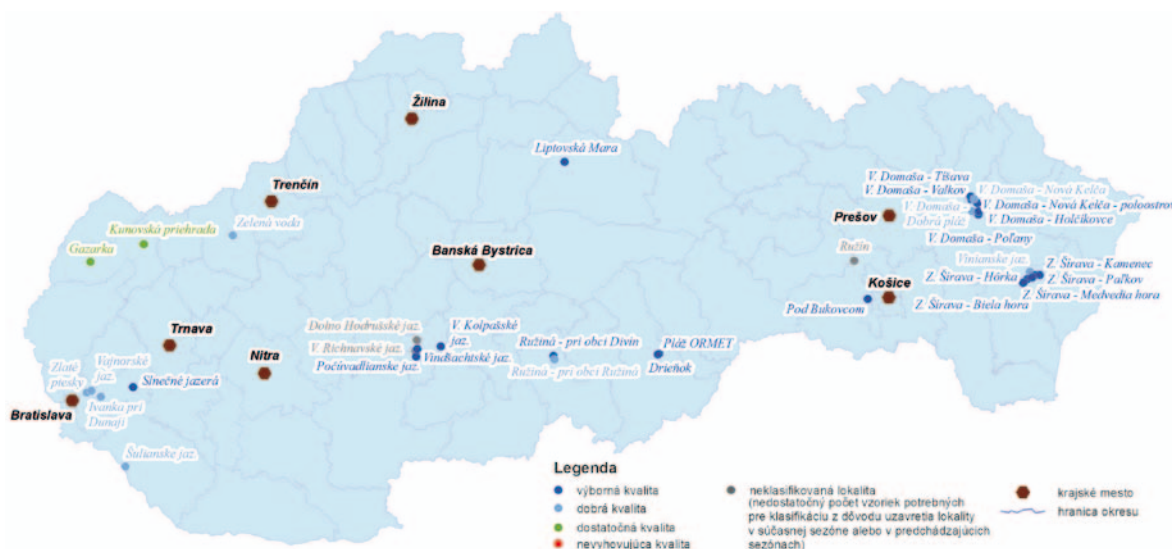 Žilina
Liptovská Mara
Trenčín
Zelená voda
Kunovská priehrada
Gazarka
V. Domaša - Tíšava
V. Domaša - Valkov
V. Domaša - Nová Kelča
V. Domaša -
Dobrá pláž
V. Domaša - Nová Kelča - poloostrov
V. Domaša - Holčíkovce
V. Domaša - Poľany
Prešov
Ružín
Banská Bystrica
Vinianske jaz.
Z. Šírava - Kamenec
Z. Šírava - Hôrka
Z. Šírava - Paľkov
Z. Šírava - Medvedia hora
Z. Šírava - Biela hora
Košice
Pod Bukovcom
Trnava
Nitra
Dolno Hodrušské jaz.
V. Kolpašské
jaz.
V. Richnavské jaz.
Vindšachtské jaz.
Počúvadlianske jaz.
Ružiná - pri obci Divín
Ružiná - pri obci Ružiná
Pláž ORMET
Drieňok
Zlaté
piesky
Vajnorské
jaz.
Slnečné jazerá
Bratislava
Ivanka pri
Dunaji
Šulianske jaz.
Legenda
výborná kvalita
dobrá kvalita
dostatočná kvalita
nevyhovujúca kvalita
neklasifikovaná lokalita
(nedostatočný počet vzoriek potrebných
pre klasifikáciu z dôvodu uzavretia lokality
v súčasnej sezóne alebo v predchádzajúcich
sezónach)
krajské mesto
hranica okresu